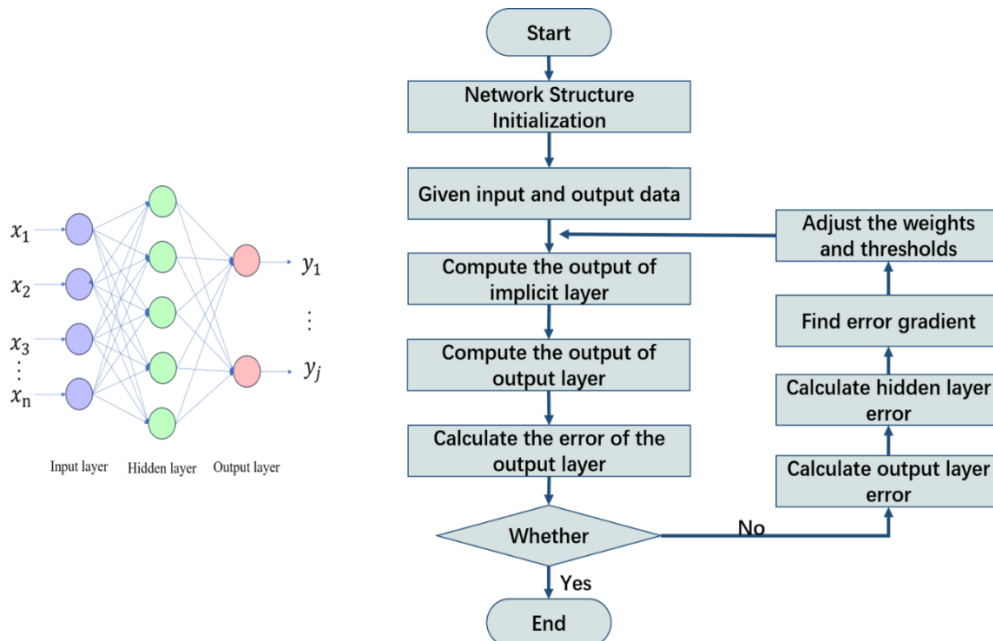 x₁
x₂
x₃
⋮
xₙ
y₁
⋮
yⱼ
Input layer
Hidden layer
Output layer
Start
Network Structure
Initialization
Given input and output data
Compute the output of
implicit layer
Compute the output of
output layer
Calculate the error of the
output layer
Whether
No
Yes
End
Adjust the weights
and thresholds
Find error gradient
Calculate hidden layer
error
Calculate output layer
error